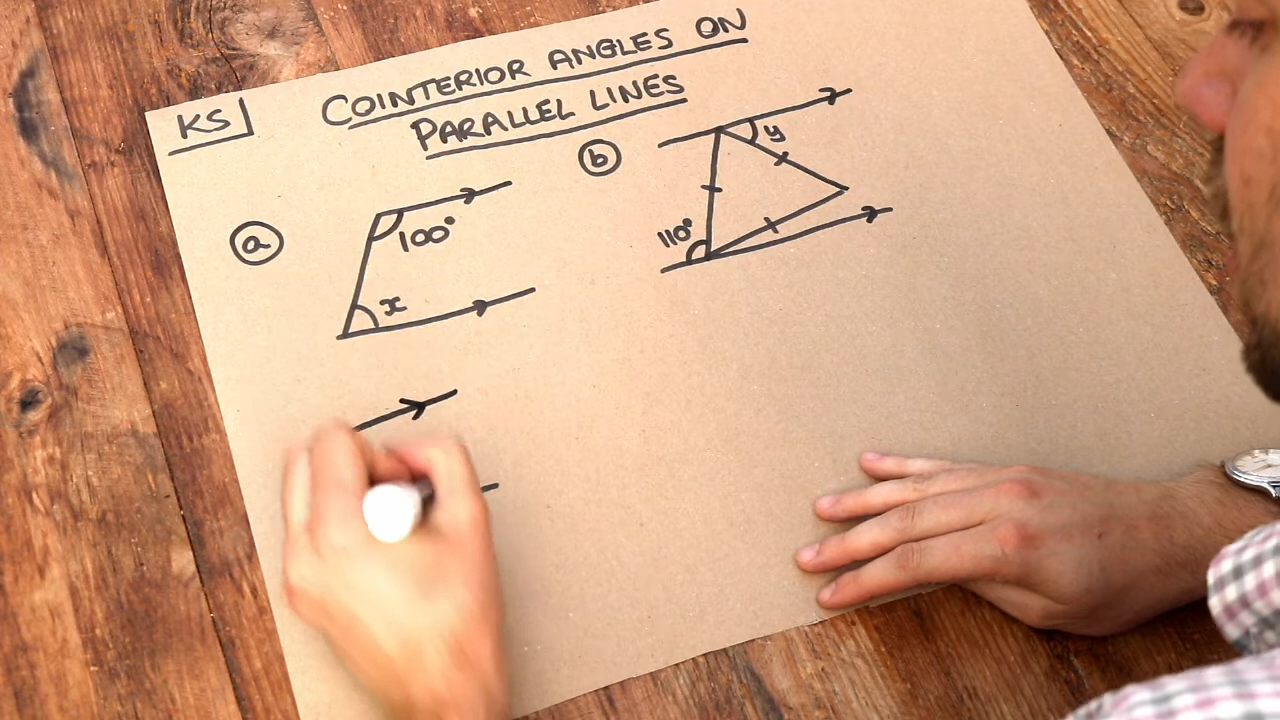 KS
COINTERIOR ANGLES ON
PARALLEL LINES
a
100°
x
b
y
110°